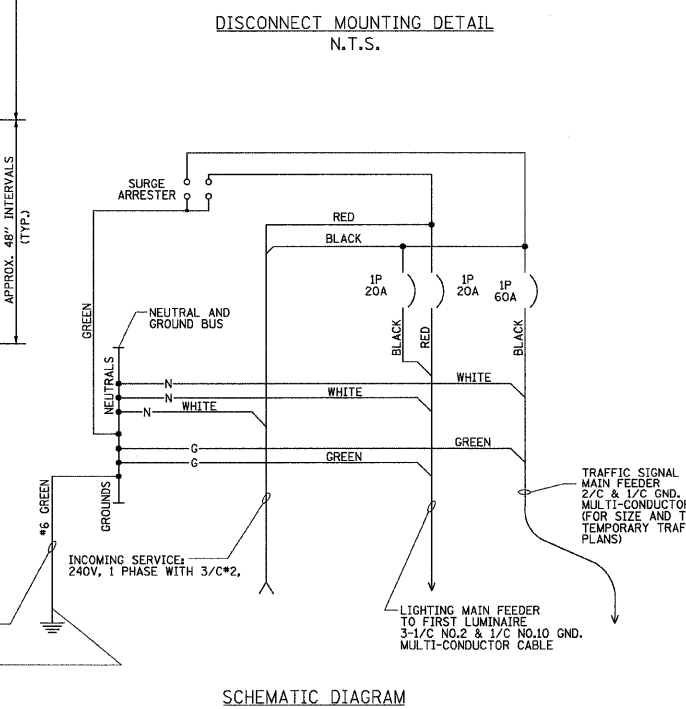 DISCONNECT MOUNTING DETAIL
N.T.S.
APPROX. 48" INTERVALS
(TYP.)
SURGE
ARRESTER
RED
BLACK
1P
20A
1P
20A
1P
60A
GREEN
NEUTRAL AND
GROUND BUS
BLACK
RED
BLACK
NEUTRALS
N
WHITE
N
WHITE
N
WHITE
G
GREEN
G
GREEN
GROUNDS
#6 GREEN
TRAFFIC SIGNAL
MAIN FEEDER
2/C & 1/C GND.
MULTI-CONDUCTO
(FOR SIZE AND T
TEMPORARY TRAF
PLANS)
INCOMING SERVICE:
240V, 1 PHASE WITH 3/C#2,
LIGHTING MAIN FEEDER
TO FIRST LUMINAIRE
3-1/C NO.2 & 1/C NO.10 GND.
MULTI-CONDUCTOR CABLE
SCHEMATIC DIAGRAM